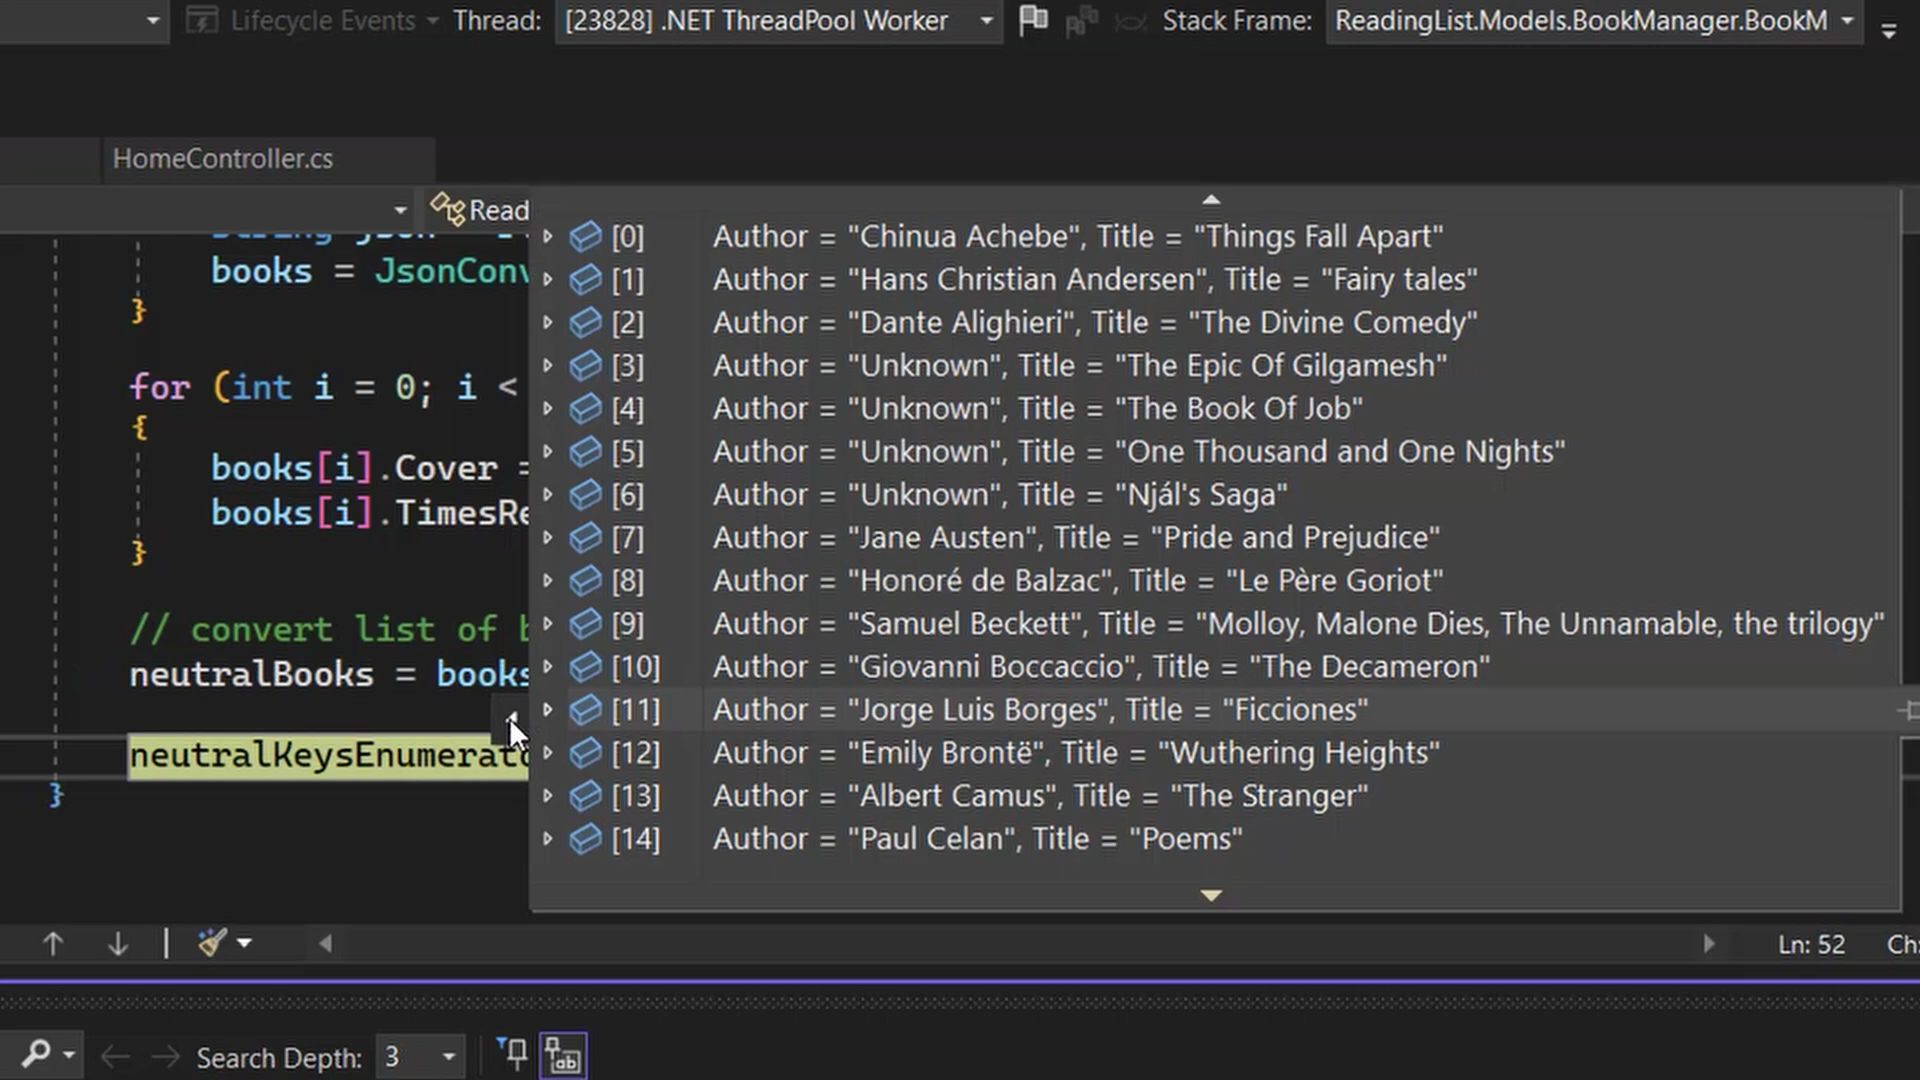 Lifecycle Events Thread: [23828] .NET ThreadPool Worker Stack Frame: ReadingList.Models.BookManager.BookM
HomeController.cs
Read
books = JsonConv
}
for (int i = 0; i <
{
books[i].Cover =
books[i].TimesRe
}
// convert list of b
neutralBooks = books
neutralKeysEnumerato
}
[0] Author = "Chinua Achebe", Title = "Things Fall Apart"
[1] Author = "Hans Christian Andersen", Title = "Fairy tales"
[2] Author = "Dante Alighieri", Title = "The Divine Comedy"
[3] Author = "Unknown", Title = "The Epic Of Gilgamesh"
[4] Author = "Unknown", Title = "The Book Of Job"
[5] Author = "Unknown", Title = "One Thousand and One Nights"
[6] Author = "Unknown", Title = "Njál's Saga"
[7] Author = "Jane Austen", Title = "Pride and Prejudice"
[8] Author = "Honoré de Balzac", Title = "Le Père Goriot"
[9] Author = "Samuel Beckett", Title = "Molloy, Malone Dies, The Unnamable, the trilogy"
[10] Author = "Giovanni Boccaccio", Title = "The Decameron"
[11] Author = "Jorge Luis Borges", Title = "Ficciones"
[12] Author = "Emily Brontë", Title = "Wuthering Heights"
[13] Author = "Albert Camus", Title = "The Stranger"
[14] Author = "Paul Celan", Title = "Poems"
Ln: 52 Ch:
Search Depth: 3